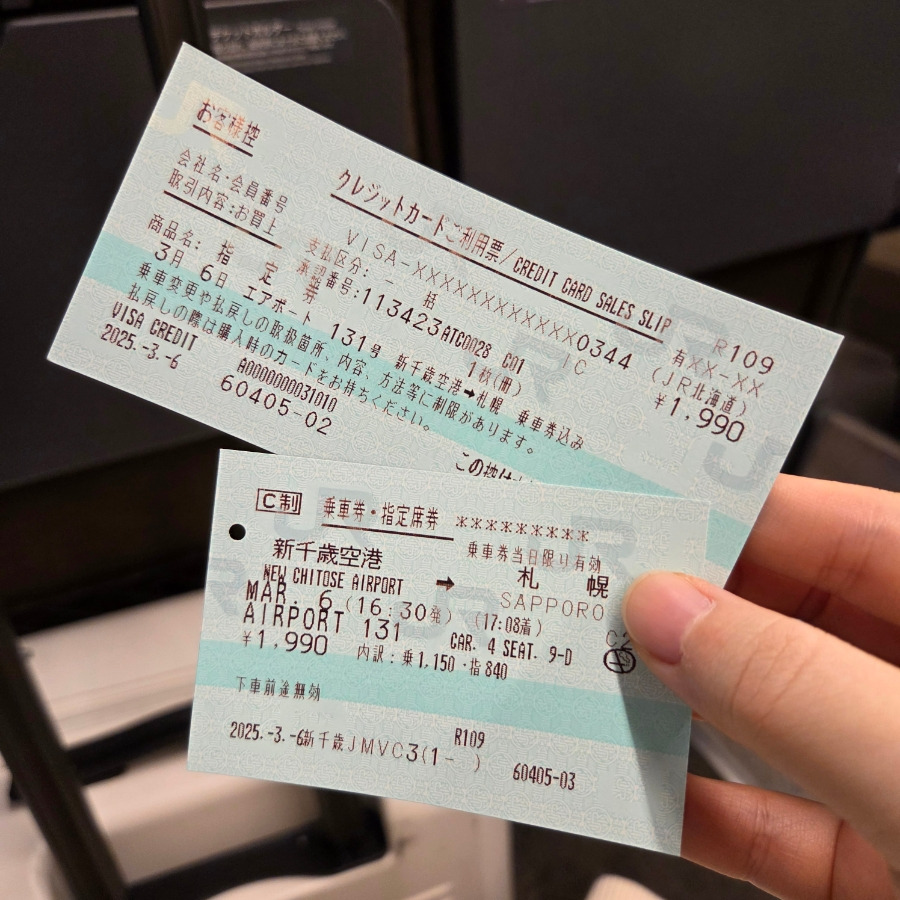 お客様控
クレジットカードご利用票/CREDIT CARD SALES SLIP
会社名・会員番号 VISA-XXXXXXXXXXXX0344 有XX-XX
R109
取引内容:お買上 支払区分: 一 括 IC (JR北海道)
承認番号:113423ATC0028 C01 ¥1,990
商品名: 指 定 券 1枚(冊)
3月 6日 エアポート 131号 新千歳空港➡札幌 乗車券込み
乗車変更や払戻しの取扱箇所、内容、方法等に制限があります。
払戻しの際は購入時のカードをお持ちください。
VISA CREDIT A0000000031010
2025.-3.-6 60405-02
この控は
C制 乗車券・指定席券 *********
新千歳空港 乗車券当日限り有効
NEW CHITOSE AIRPORT ➡ 札 幌
SAPPORO
MAR. 6 (16:30発) (17:08着)
AIRPORT 131 CAR. 4 SEAT. 9-D
¥1,990 内訳:乗1,150・指840
下車前途無効
2025.-3.-6新千歳JMVC3(1- ) R109
60405-03